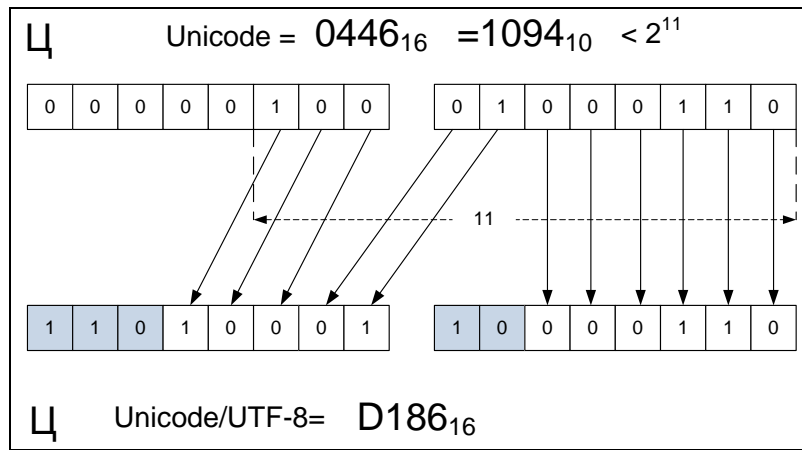 Ц Unicode = 0446₁₆ =1094₁₀ < 2¹¹
0 0 0 0 0 1 0 0 0 1 0 0 0 1 1 0
11
1 1 0 1 0 0 0 1 1 0 0 0 0 1 1 0
Ц Unicode/UTF-8= D186₁₆